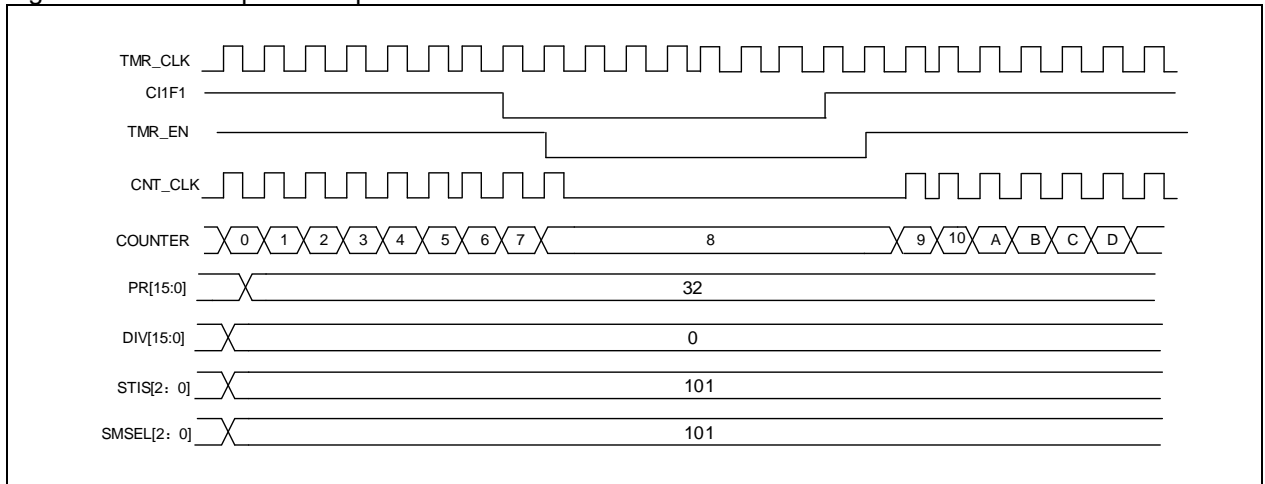 TMR_CLK
CI1F1
TMR_EN
CNT_CLK
COUNTER 0 1 2 3 4 5 6 7 8 9 10 A B C D
PR[15:0] 32
DIV[15:0] 0
STIS[2：0] 101
SMSEL[2：0] 101